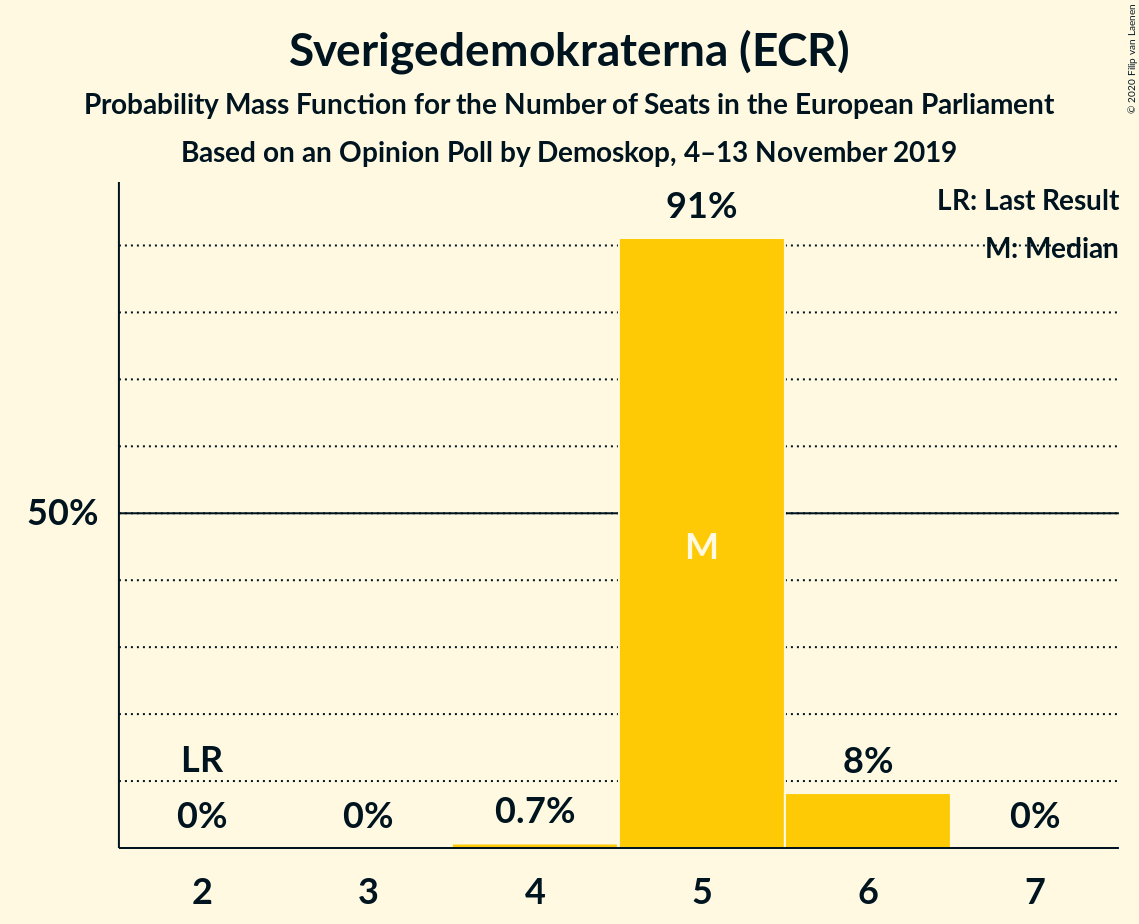 Sverigedemokraterna (ECR)
Probability Mass Function for the Number of Seats in the European Parliament
Based on an Opinion Poll by Demoskop, 4–13 November 2019
© 2020 Filip van Laenen
LR: Last Result
M: Median
91%
50%
M
LR
0%
0%
0.7%
8%
0%
2 3 4 5 6 7